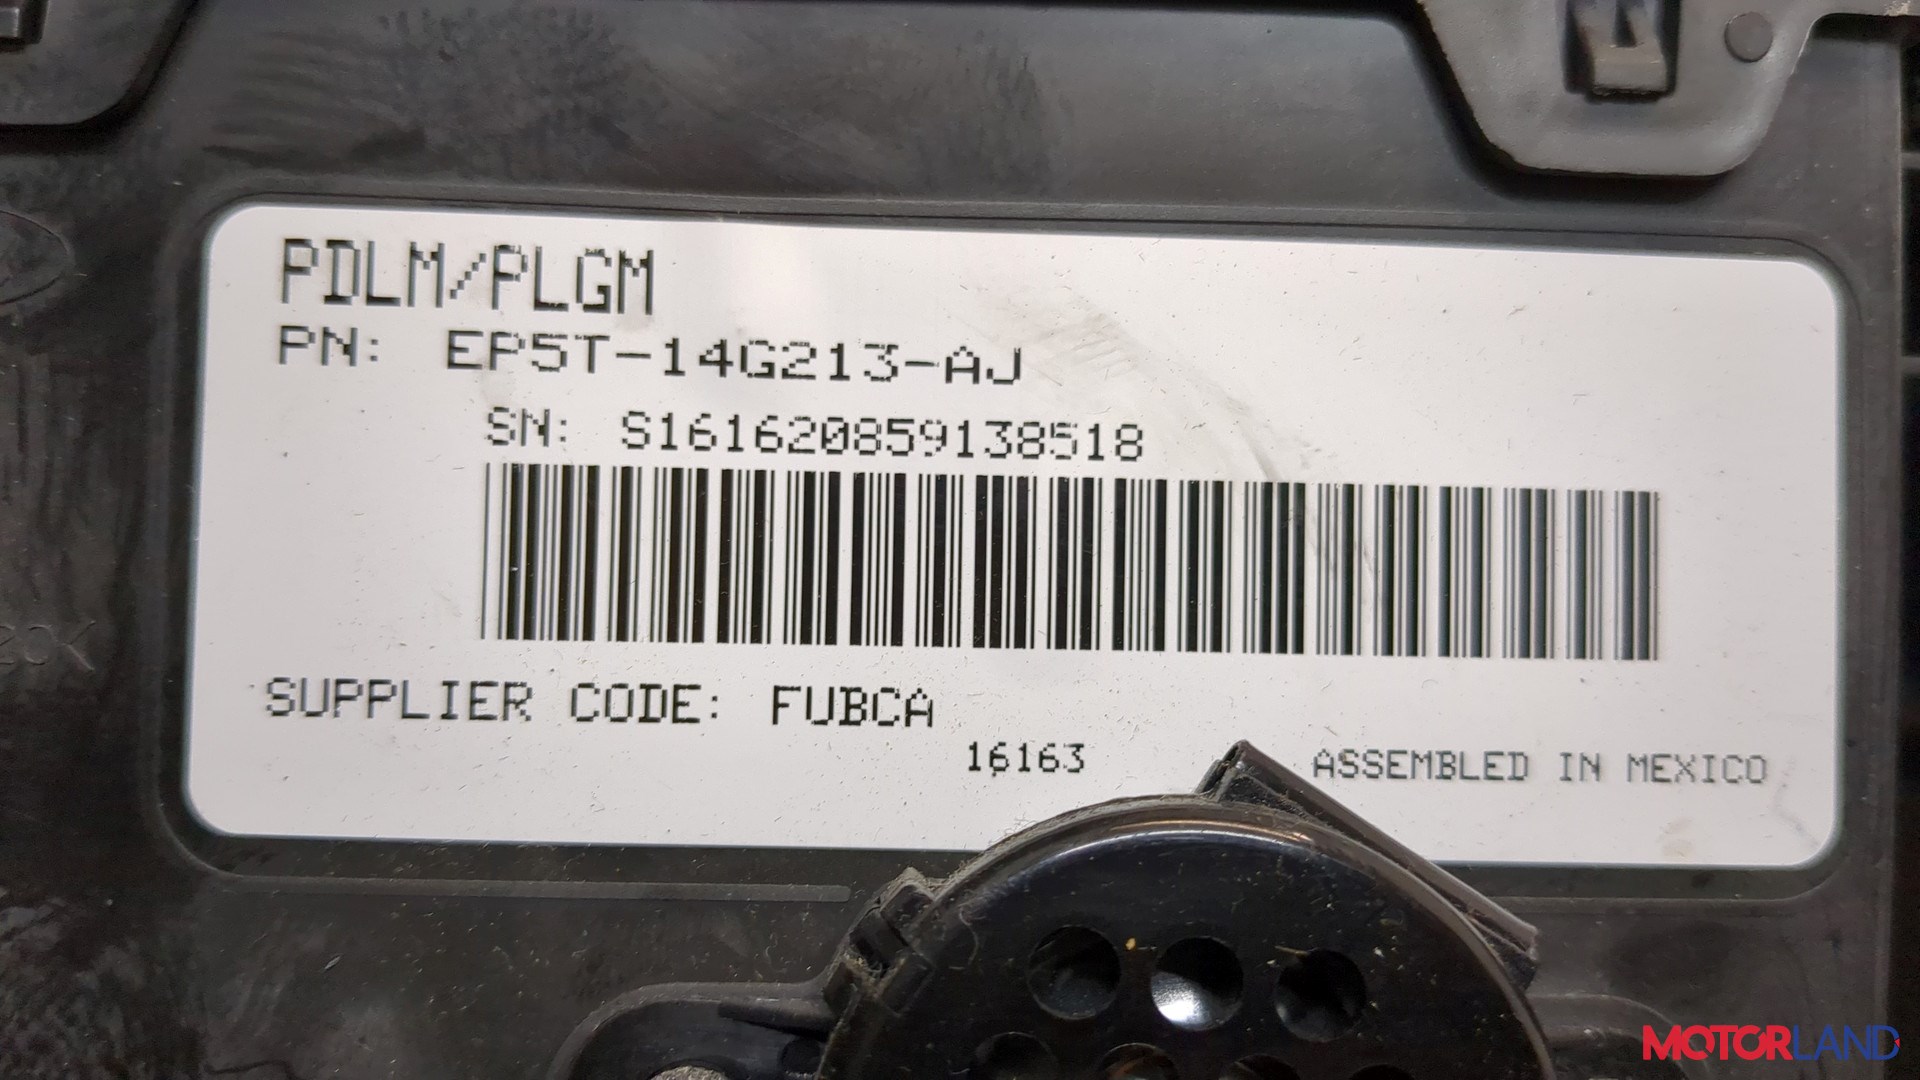 PDLM/PLGM
PN: EP5T-14G213-AJ
SN: S161620859138518
SUPPLIER CODE: FUBCA
16163
ASSEMBLED IN MEXICO
MOTORLAND